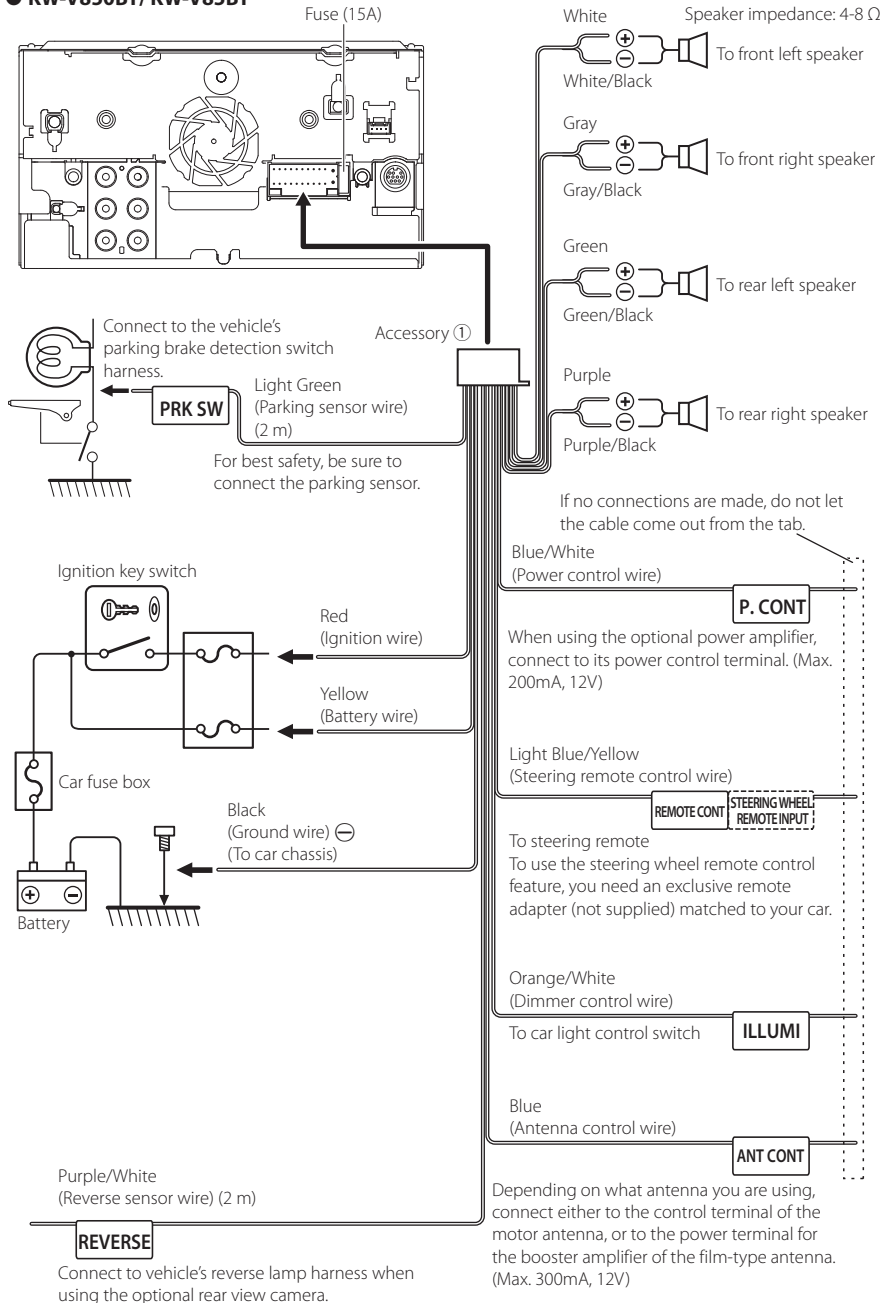 ● KW-V850BT/ KW-V85BT
Fuse (15A)
White
Speaker impedance: 4-8 Ω
⊕
⊖
To front left speaker
White/Black
Gray
⊕
⊖
To front right speaker
Gray/Black
Green
⊕
⊖
To rear left speaker
Green/Black
Purple
⊕
⊖
To rear right speaker
Purple/Black
Connect to the vehicle's
parking brake detection switch
harness.
Accessory ①
PRK SW
Light Green
(Parking sensor wire)
(2 m)
For best safety, be sure to
connect the parking sensor.
If no connections are made, do not let
the cable come out from the tab.
Blue/White
(Power control wire)
P. CONT
When using the optional power amplifier,
connect to its power control terminal. (Max.
200mA, 12V)
Ignition key switch
Red
(Ignition wire)
Yellow
(Battery wire)
Car fuse box
Black
(Ground wire) ⊖
(To car chassis)
⊕ ⊖
Battery
Light Blue/Yellow
(Steering remote control wire)
REMOTE CONT
STEERING WHEEL
REMOTE INPUT
To steering remote
To use the steering wheel remote control
feature, you need an exclusive remote
adapter (not supplied) matched to your car.
Orange/White
(Dimmer control wire)
To car light control switch
ILLUMI
Blue
(Antenna control wire)
ANT CONT
Depending on what antenna you are using,
connect either to the control terminal of the
motor antenna, or to the power terminal for
the booster amplifier of the film-type antenna.
(Max. 300mA, 12V)
Purple/White
(Reverse sensor wire) (2 m)
REVERSE
Connect to vehicle's reverse lamp harness when
using the optional rear view camera.